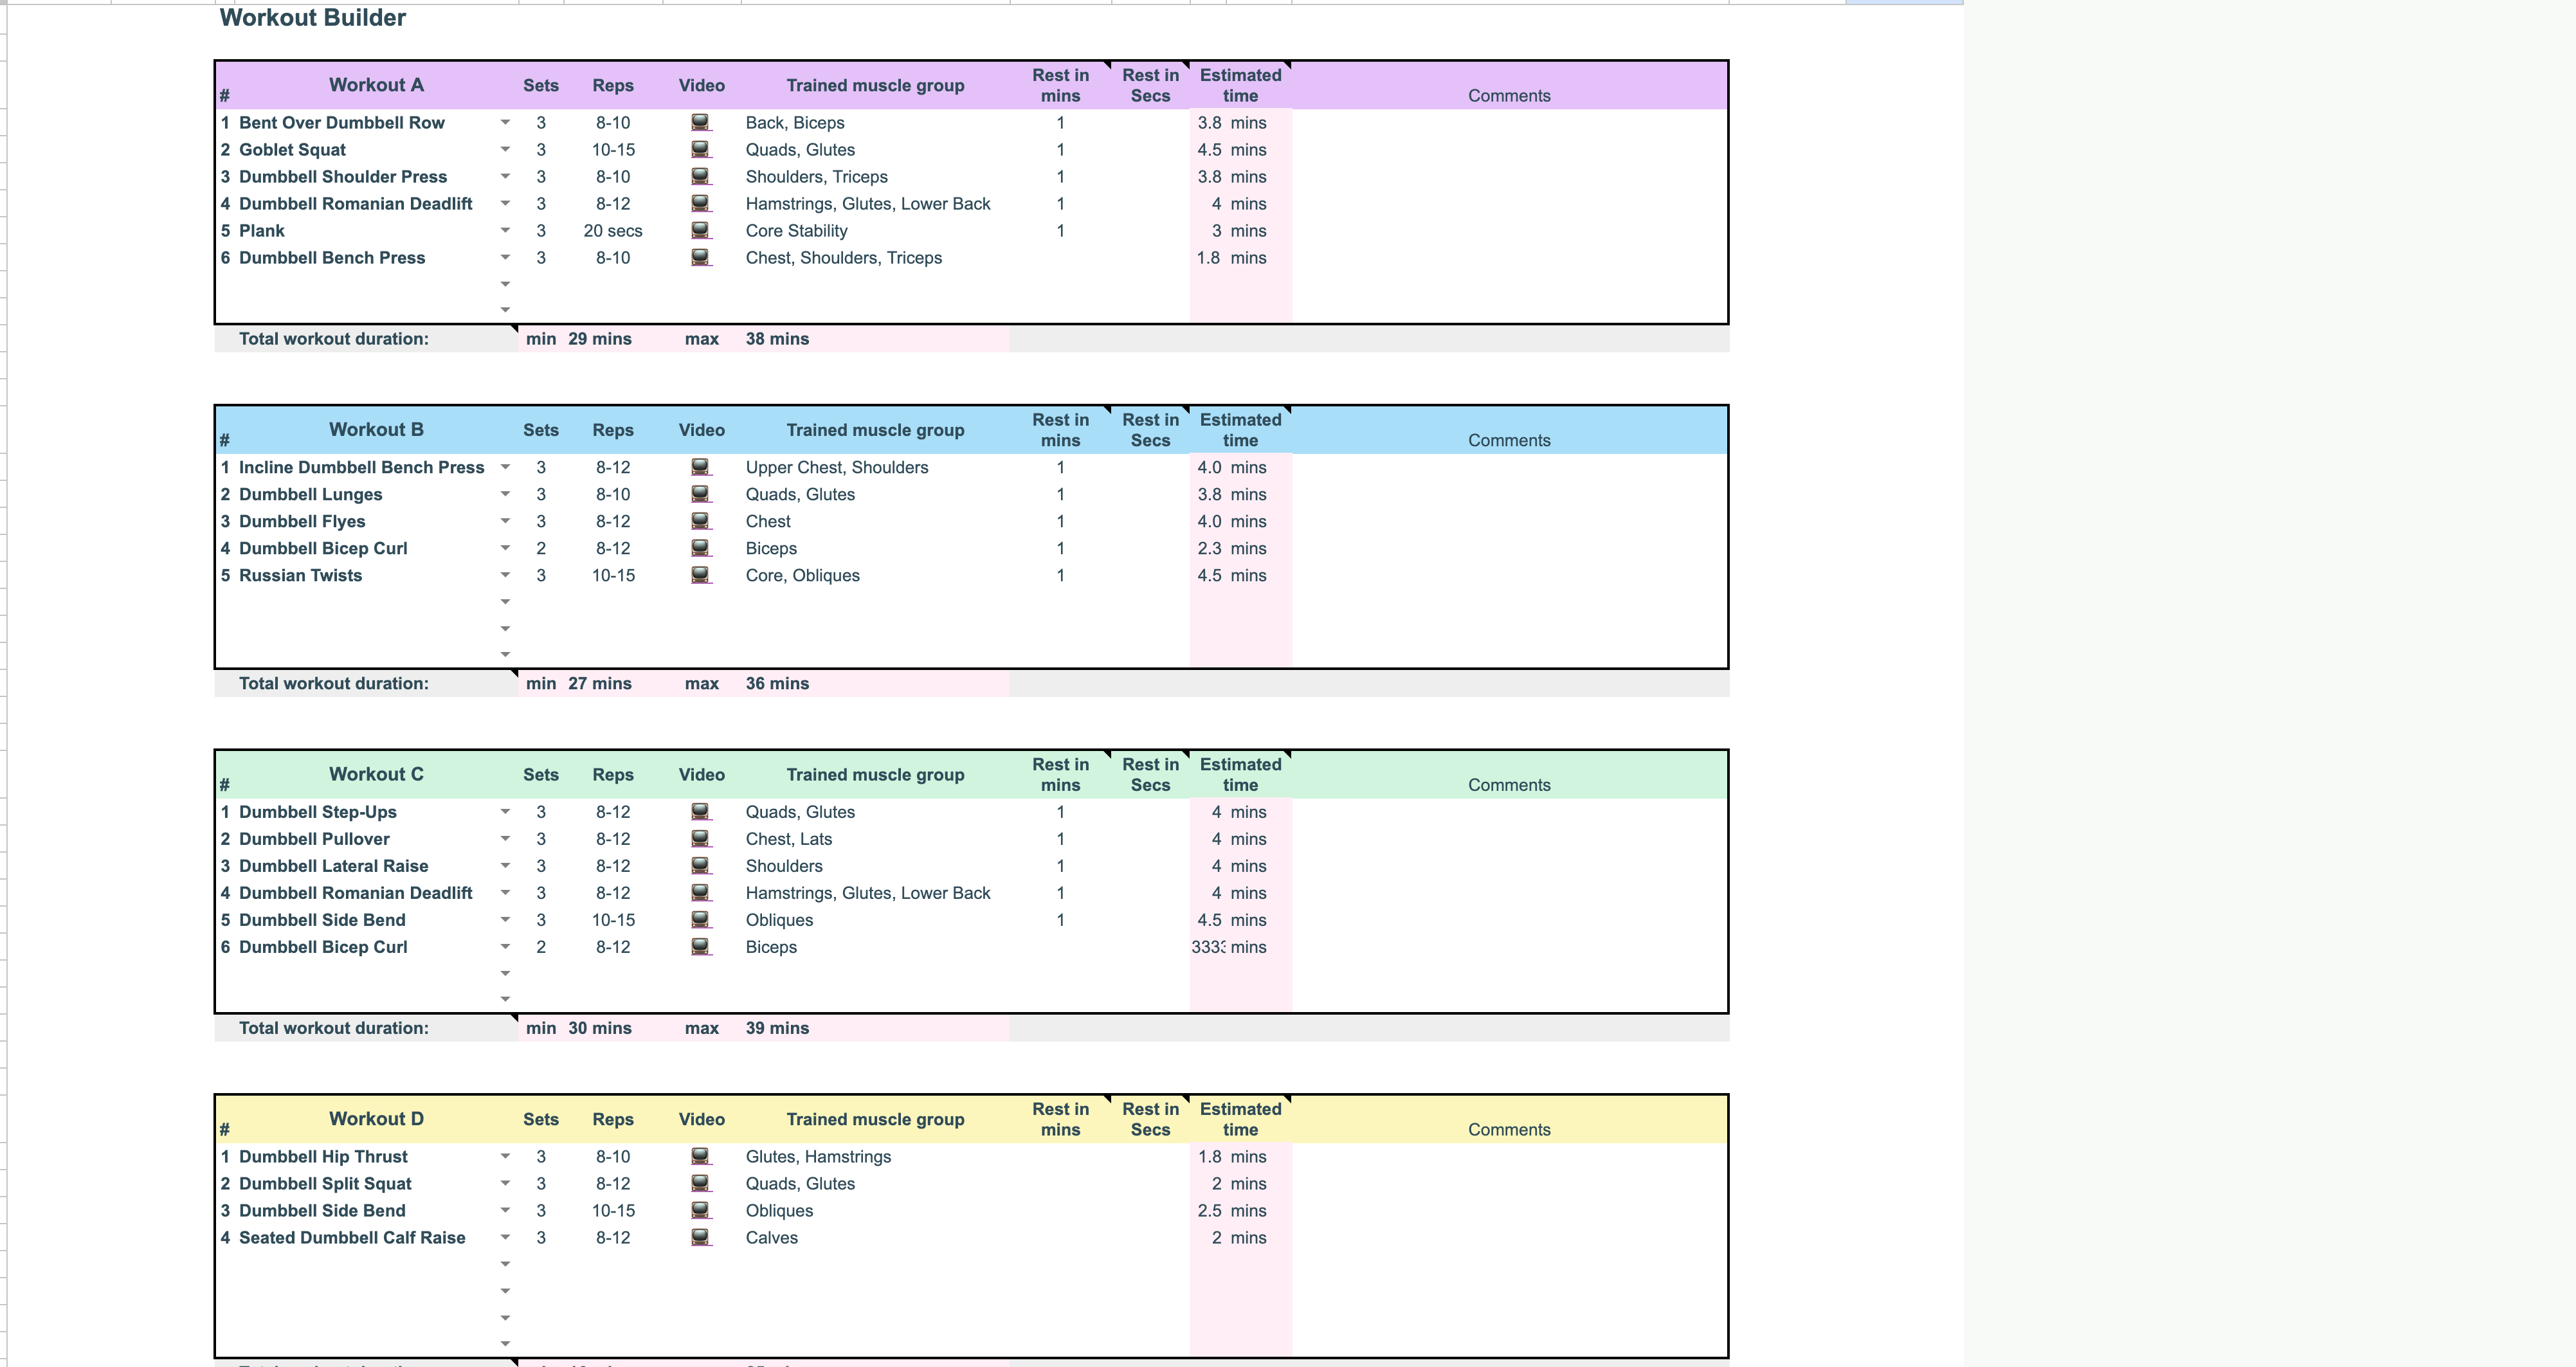 Workout Builder
# Workout A Sets Reps Video Trained muscle group Rest in mins Rest in Secs Estimated time Comments
1 Bent Over Dumbbell Row 3 8-10 Back, Biceps 1 3.8 mins
2 Goblet Squat 3 10-15 Quads, Glutes 1 4.5 mins
3 Dumbbell Shoulder Press 3 8-10 Shoulders, Triceps 1 3.8 mins
4 Dumbbell Romanian Deadlift 3 8-12 Hamstrings, Glutes, Lower Back 1 4 mins
5 Plank 3 20 secs Core Stability 1 3 mins
6 Dumbbell Bench Press 3 8-10 Chest, Shoulders, Triceps 1.8 mins
Total workout duration: min 29 mins max 38 mins
# Workout B Sets Reps Video Trained muscle group Rest in mins Rest in Secs Estimated time Comments
1 Incline Dumbbell Bench Press 3 8-12 Upper Chest, Shoulders 1 4.0 mins
2 Dumbbell Lunges 3 8-10 Quads, Glutes 1 3.8 mins
3 Dumbbell Flyes 3 8-12 Chest 1 4.0 mins
4 Dumbbell Bicep Curl 2 8-12 Biceps 1 2.3 mins
5 Russian Twists 3 10-15 Core, Obliques 1 4.5 mins
Total workout duration: min 27 mins max 36 mins
# Workout C Sets Reps Video Trained muscle group Rest in mins Rest in Secs Estimated time Comments
1 Dumbbell Step-Ups 3 8-12 Quads, Glutes 1 4 mins
2 Dumbbell Pullover 3 8-12 Chest, Lats 1 4 mins
3 Dumbbell Lateral Raise 3 8-12 Shoulders 1 4 mins
4 Dumbbell Romanian Deadlift 3 8-12 Hamstrings, Glutes, Lower Back 1 4 mins
5 Dumbbell Side Bend 3 10-15 Obliques 1 4.5 mins
6 Dumbbell Bicep Curl 2 8-12 Biceps 3333 mins
Total workout duration: min 30 mins max 39 mins
# Workout D Sets Reps Video Trained muscle group Rest in mins Rest in Secs Estimated time Comments
1 Dumbbell Hip Thrust 3 8-10 Glutes, Hamstrings 1.8 mins
2 Dumbbell Split Squat 3 8-12 Quads, Glutes 2 mins
3 Dumbbell Side Bend 3 10-15 Obliques 2.5 mins
4 Seated Dumbbell Calf Raise 3 8-12 Calves 2 mins